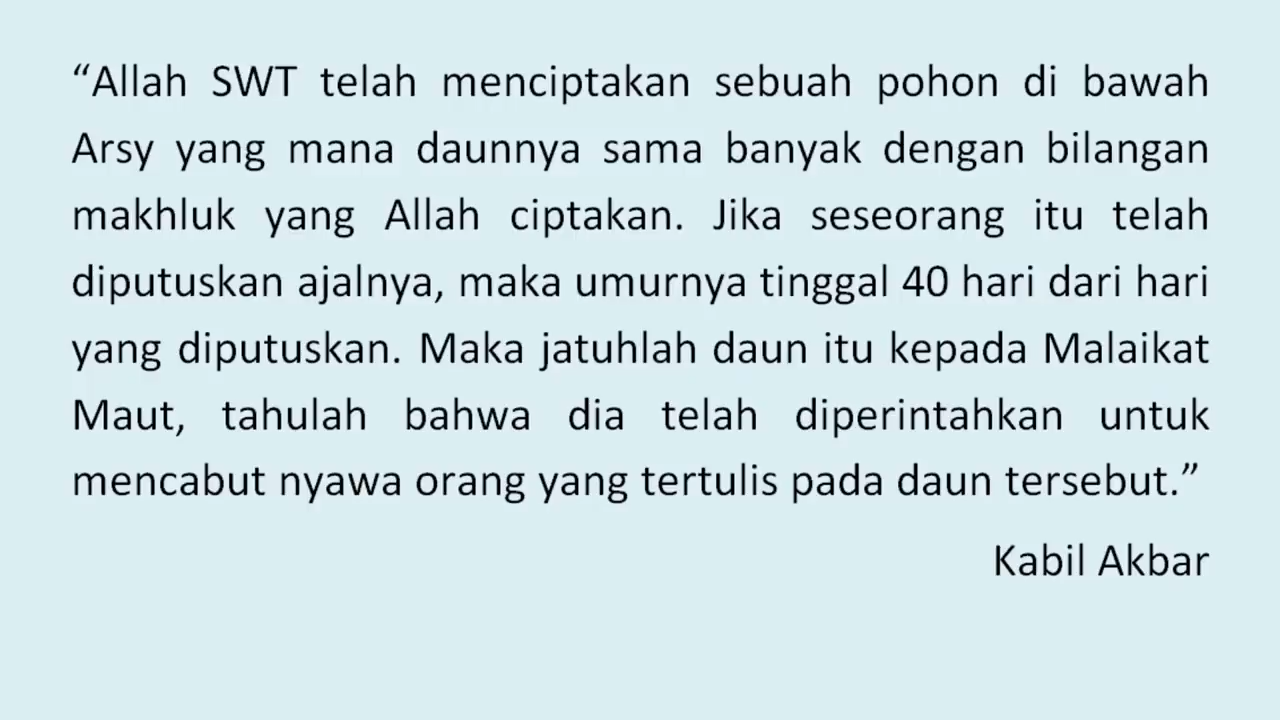 “Allah SWT telah menciptakan sebuah pohon di bawah
Arsy yang mana daunnya sama banyak dengan bilangan
makhluk yang Allah ciptakan. Jika seseorang itu telah
diputuskan ajalnya, maka umurnya tinggal 40 hari dari hari
yang diputuskan. Maka jatuhlah daun itu kepada Malaikat
Maut, tahulah bahwa dia telah diperintahkan untuk
mencabut nyawa orang yang tertulis pada daun tersebut.”
Kabil Akbar